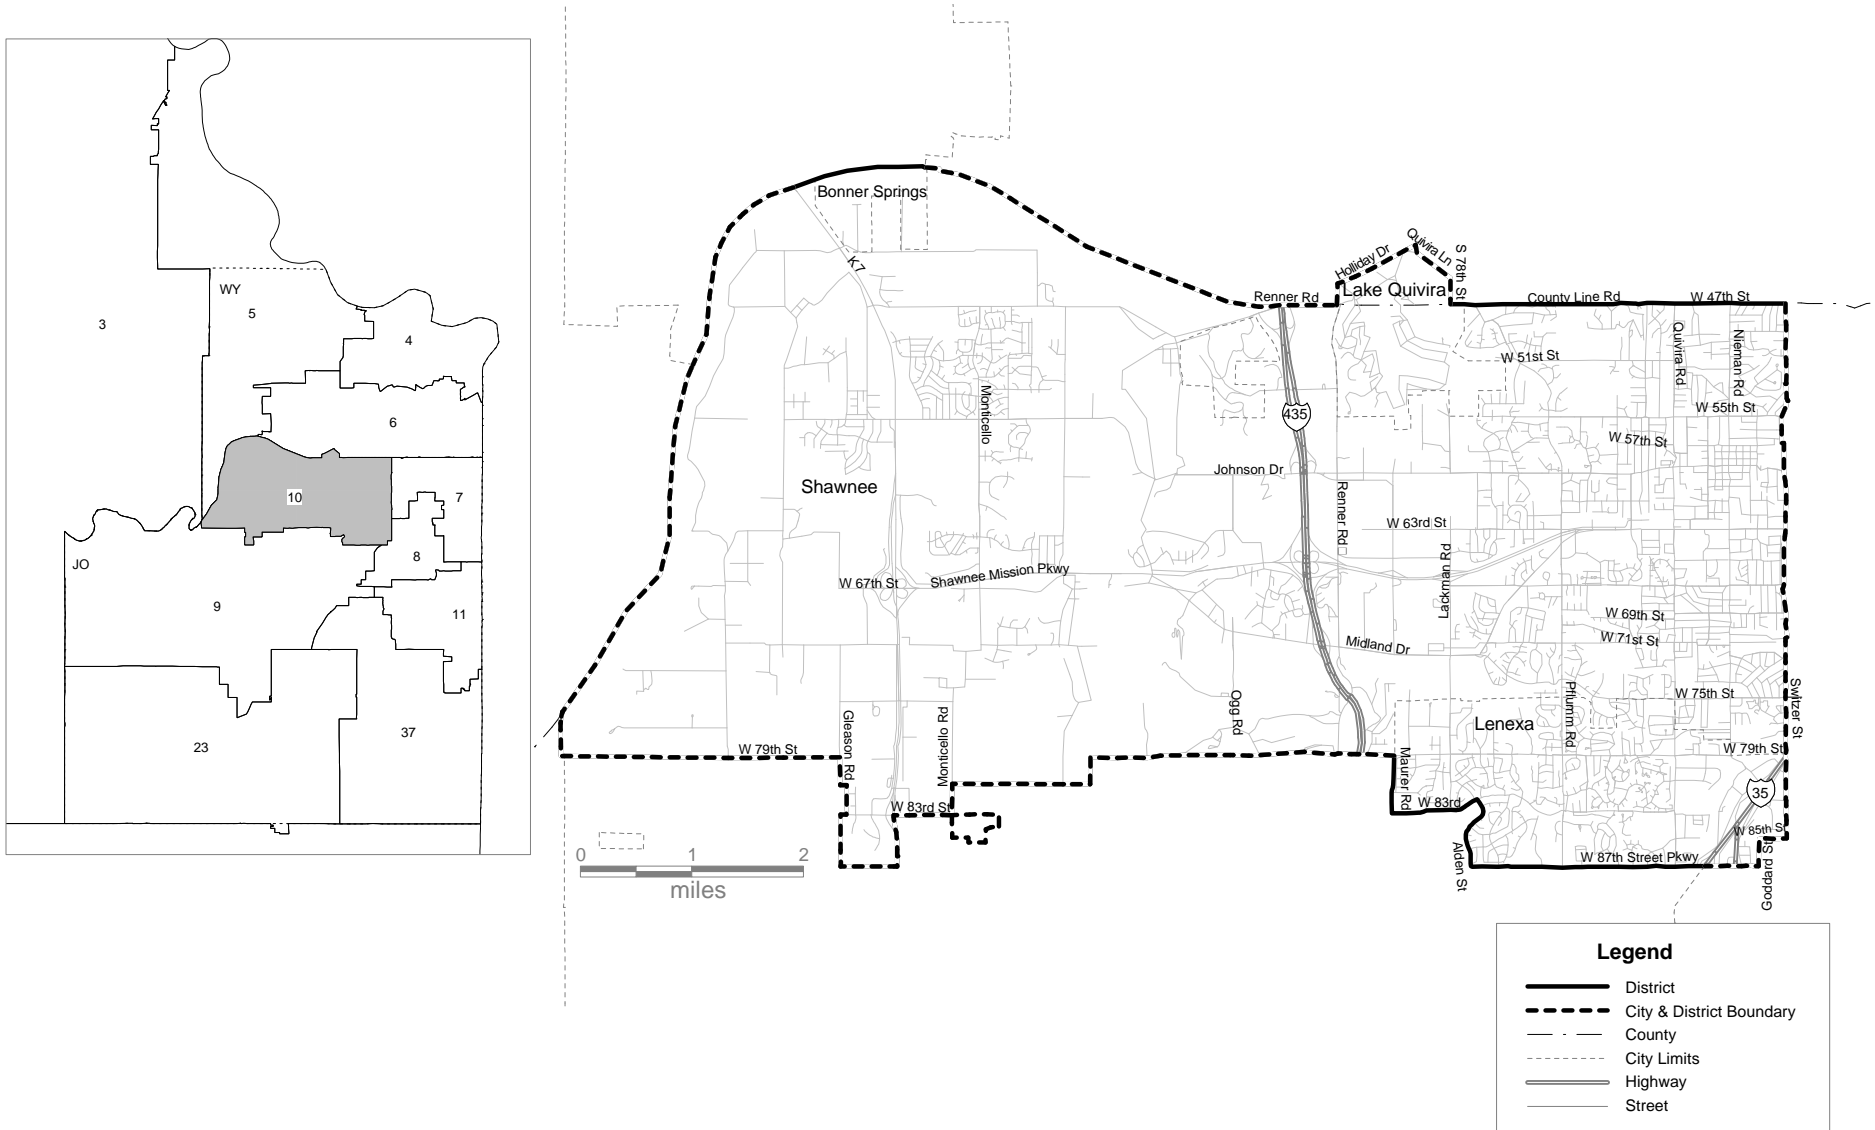 3
WY
5
4
6
10
7
JO
8
9
11
23
37
Bonner Springs
K7
Holliday Dr
Quivira Ln
S 78th St
Renner Rd
Lake Quivira
County Line Rd
W 47th St
W 51st St
Quivira Rd
Nieman Rd
Monticello
435
W 55th St
W 57th St
Johnson Dr
Shawnee
Renner Rd
W 63rd St
Lackman Rd
W 67th St
Shawnee Mission Pkwy
W 69th St
W 71st St
Midland Dr
Ogg Rd
Pflumm Rd
W 75th St
Switzer St
Gleason Rd
Monticello Rd
Lenexa
W 79th St
Maurer Rd
W 79th St
35
W 83rd St
W 83rd
W 85th S
Alden St
W 87th Street Pkwy
Goddard St
0 1 2
miles
Legend
District
City & District Boundary
County
City Limits
Highway
Street